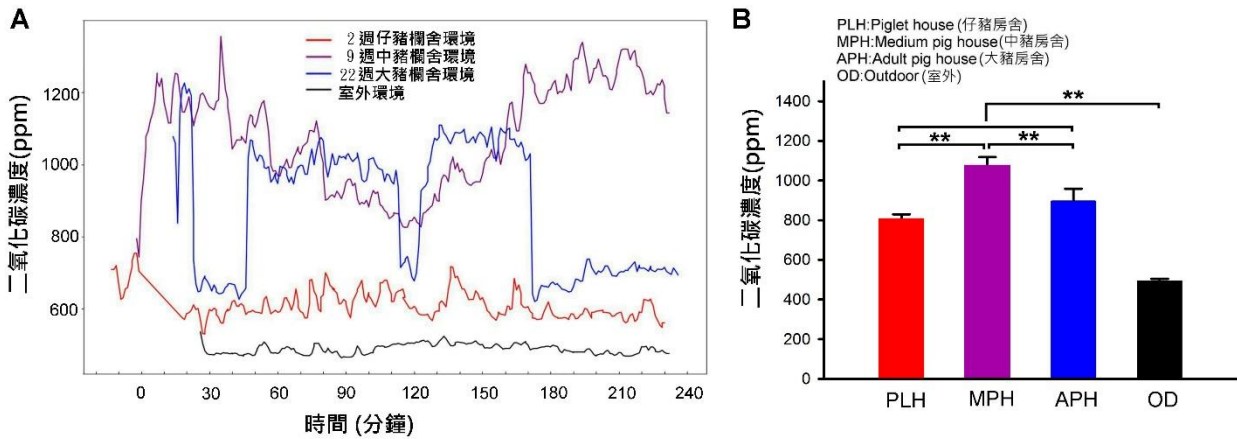 A
二氧化碳濃度(ppm)
1200
1000
800
600
2週仔豬欄舍環境
9週中豬欄舍環境
22週大豬欄舍環境
室外環境
0 30 60 90 120 150 180 210 240
時間 (分鐘)
B
PLH:Piglet house (仔豬房舍)
MPH:Medium pig house(中豬房舍)
APH:Adult pig house(大豬房舍)
OD:Outdoor(室外)
二氧化碳濃度(ppm)
1400
1200
1000
800
600
400
200
0
**
** **
PLH MPH APH OD